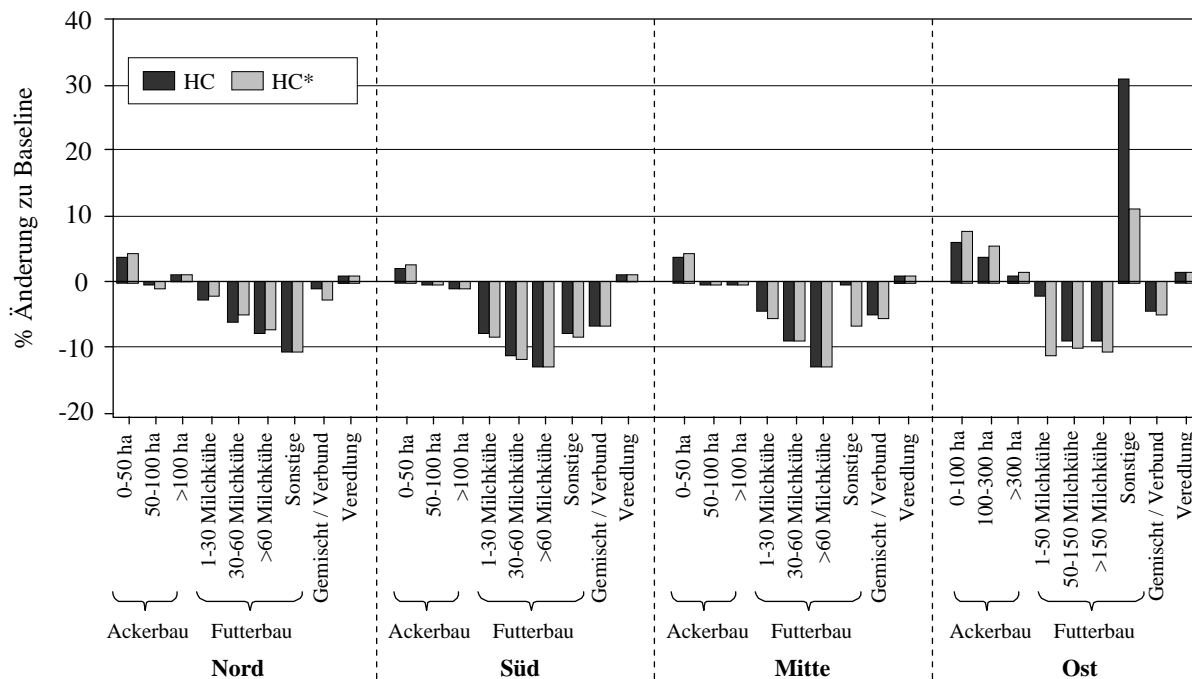 % Änderung zu Baseline
40
30
20
10
0
-10
-20
HC
HC*
0-50 ha
50-100 ha
>100 ha
1-30 Milchkühe
30-60 Milchkühe
>60 Milchkühe
Sonstige
Gemischt / Verbund
Veredlung
0-50 ha
50-100 ha
>100 ha
1-30 Milchkühe
30-60 Milchkühe
>60 Milchkühe
Sonstige
Gemischt / Verbund
Veredlung
0-50 ha
50-100 ha
>100 ha
1-30 Milchkühe
30-60 Milchkühe
>60 Milchkühe
Sonstige
Gemischt / Verbund
Veredlung
0-100 ha
100-300 ha
>300 ha
1-50 Milchkühe
50-150 Milchkühe
>150 Milchkühe
Sonstige
Gemischt / Verbund
Veredlung
Ackerbau
Futterbau
Ackerbau
Futterbau
Ackerbau
Futterbau
Ackerbau
Futterbau
Nord
Süd
Mitte
Ost